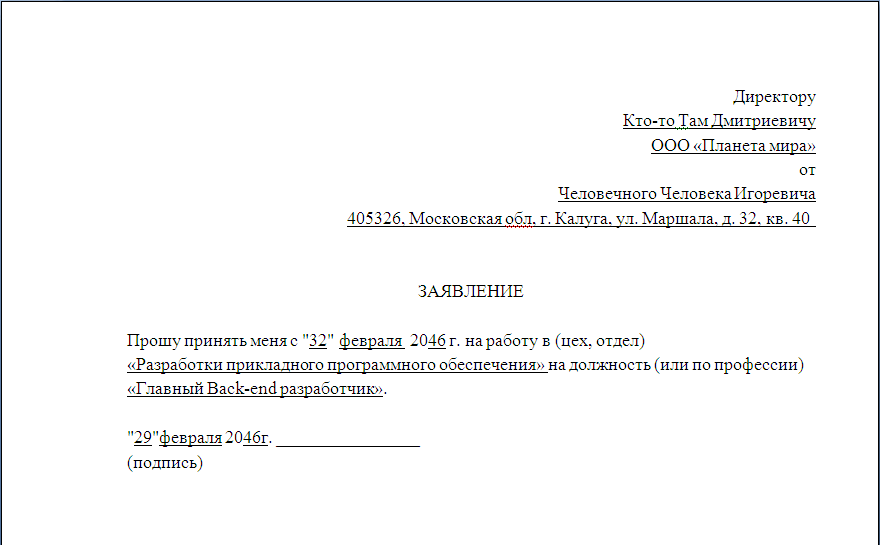 Директору
Кто-то Там Дмитриевичу
ООО «Планета мира»
от
Человечного Человека Игоревича
405326, Московская обл, г. Калуга, ул. Маршала, д. 32, кв. 40
ЗАЯВЛЕНИЕ
Прошу принять меня с "32" февраля 2046 г. на работу в (цех, отдел)
«Разработки прикладного программного обеспечения» на должность (или по профессии)
«Главный Back-end разработчик».
"29"февраля 2046г. _________________
(подпись)